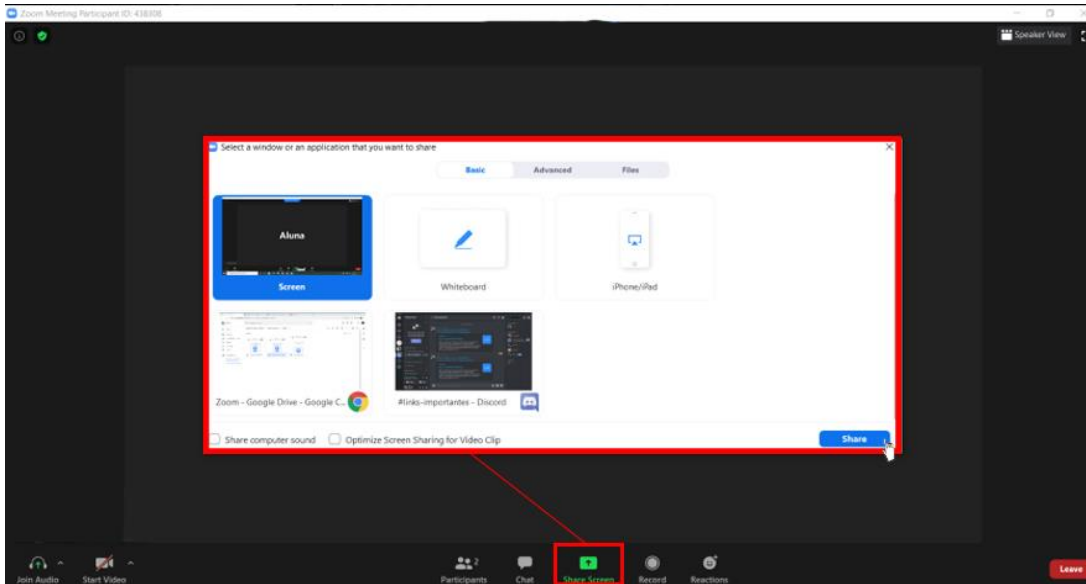 Zoom Meeting Participant ID: 438308
Speaker View
Select a window or an application that you want to share
Basic Advanced Files
Aluna
Screen Whiteboard iPhone/iPad
Zoom - Google Drive - Google C... #links-importantes - Discord
Share computer sound Optimize Screen Sharing for Video Clip Share
Join Audio Start Video Participants 2 Chat Share Screen Record Reactions Leave